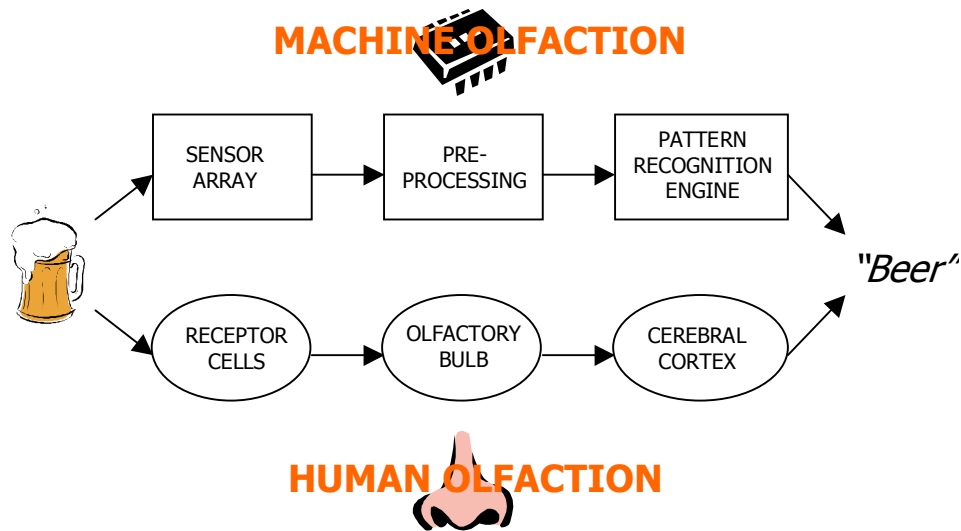 MACHINE OLFACTION
SENSOR
ARRAY
PRE-
PROCESSING
PATTERN
RECOGNITION
ENGINE
"Beer"
RECEPTOR
CELLS
OLFACTORY
BULB
CEREBRAL
CORTEX
HUMAN OLFACTION